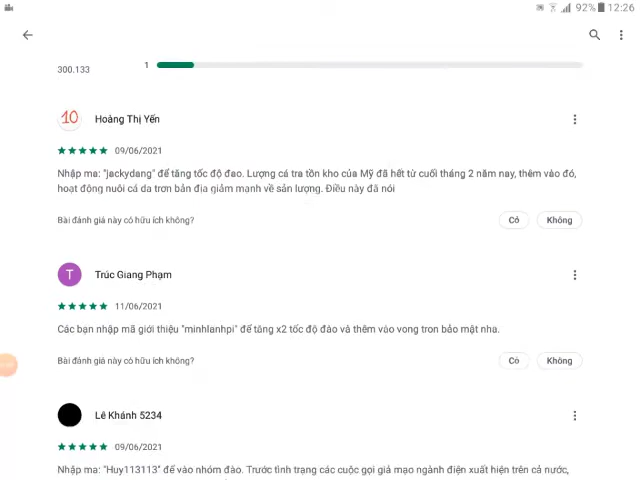 92% 12:26
300.133
1
10
Hoàng Thị Yến
09/06/2021
Nhập ma: "jackydang" để tăng tốc độ đao. Lượng cá tra tồn kho của Mỹ đã hết từ cuối tháng 2 năm nay, thêm vào đó,
hoạt động nuôi cá da trơn bản địa giảm mạnh về sản lượng. Điều này đã nói
Bài đánh giá này có hữu ích không?
Có
Không
T
Trúc Giang Phạm
11/06/2021
Các bạn nhập mã giới thiệu "minhlanhpi" để tăng x2 tốc độ đào và thêm vào vong tron bảo mật nha.
Bài đánh giá này có hữu ích không?
Có
Không
Lê Khánh 5234
09/06/2021
Nhập ma: "Huy113113" để vào nhóm đào. Trước tình trạng các cuộc gọi giả mạo ngành điện xuất hiện trên cả nước,